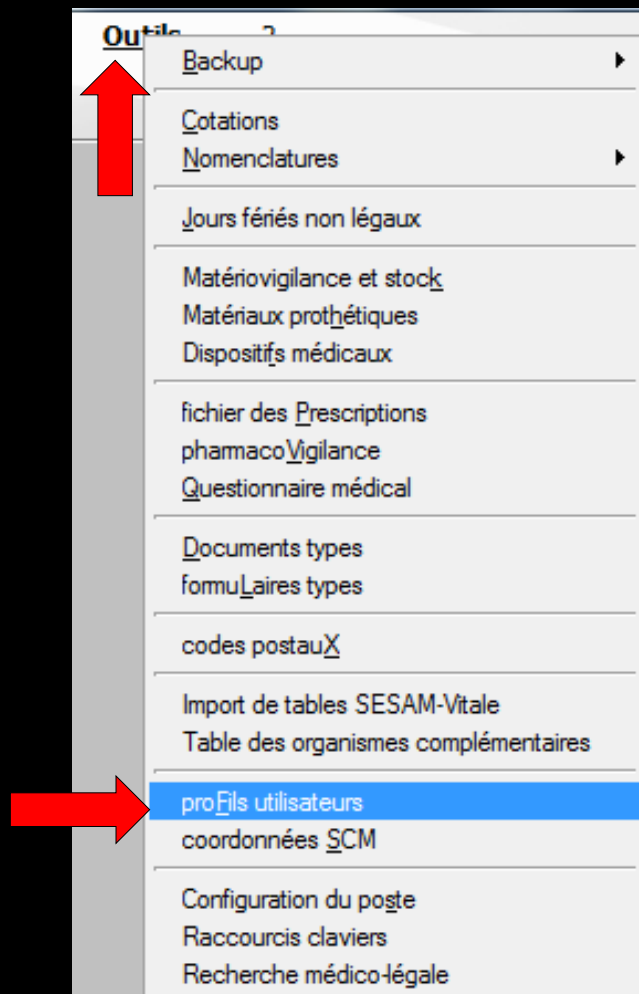 Outils ?
Backup
Cotations
Nomenclatures
Jours fériés non légaux
Matériovigilance et stock
Matériaux prothétiques
Dispositifs médicaux
fichier des Prescriptions
pharmacoVigilance
Questionnaire médical
Documents types
formuLaires types
codes postauX
Import de tables SESAM-Vitale
Table des organismes complémentaires
proFils utilisateurs
coordonnées SCM
Configuration du poste
Raccourcis claviers
Recherche médico-légale